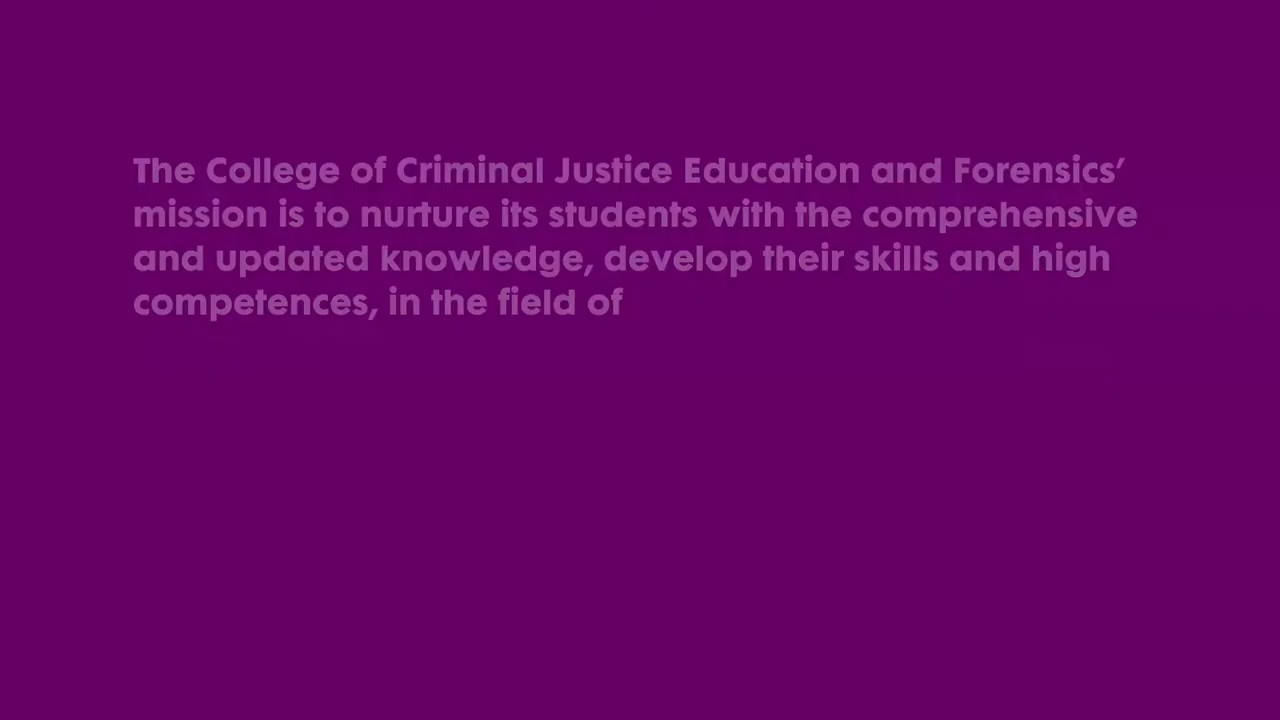 The College of Criminal Justice Education and Forensics’
mission is to nurture its students with the comprehensive
and updated knowledge, develop their skills and high
competences, in the field of